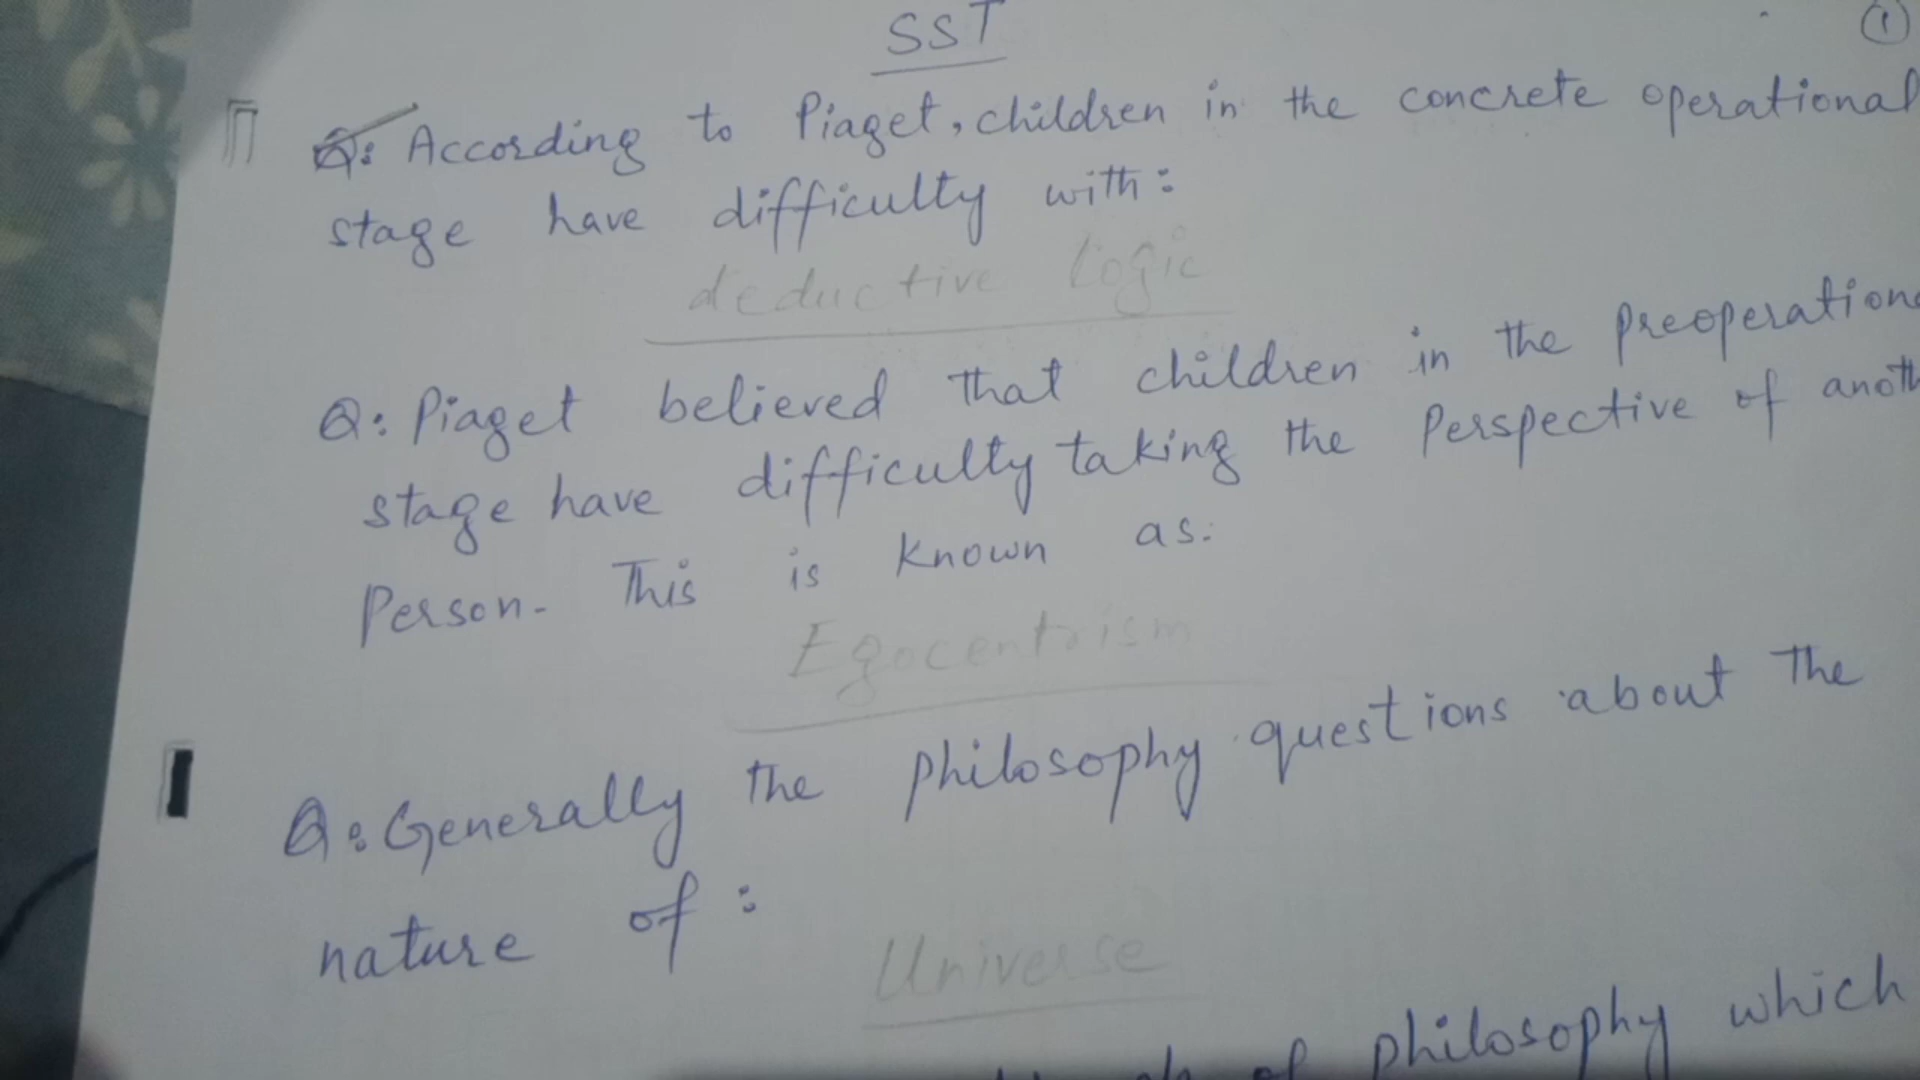 SST
1
Q: According to Piaget, children in the concrete operational
stage have difficulty with:
deductive Logic
Q: Piaget believed that children in the preoperation
stage have difficulty taking the Perspective of anoth
Person. This is known as:
Egocentrism
Q: Generally the philosophy questions about the
nature of:
Universe
of philosophy which